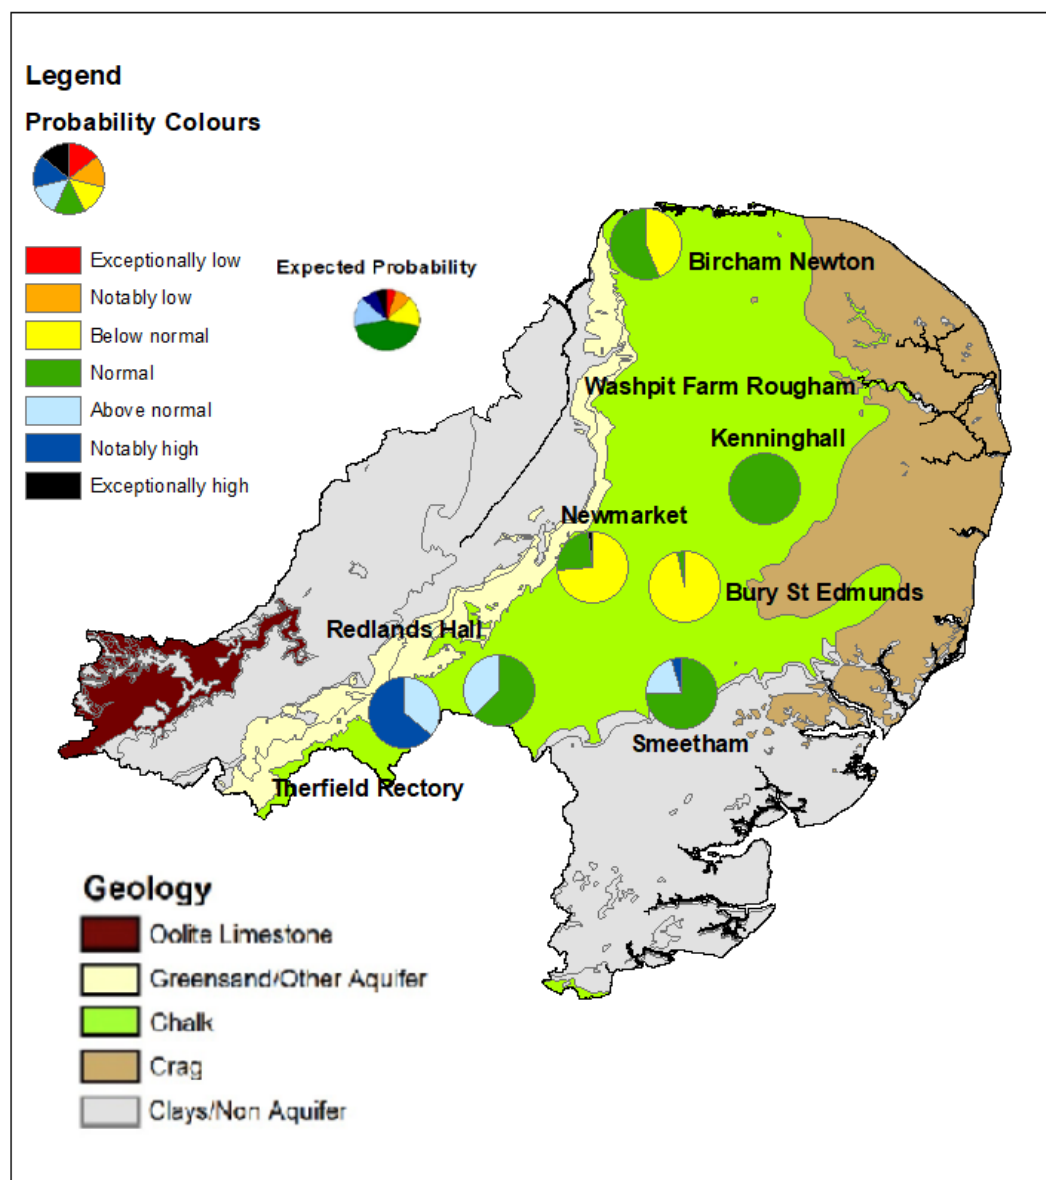 Legend
Probability Colours
Exceptionally low
Notably low
Below normal
Normal
Above normal
Notably high
Exceptionally high
Expected Probability
Bircham Newton
Washpit Farm Rougham
Kenninghall
Newmarket
Bury St Edmunds
Redlands Hall
Smeetham
Therfield Rectory
Geology
Oolite Limestone
Greensand/Other Aquifer
Chalk
Crag
Clays/Non Aquifer